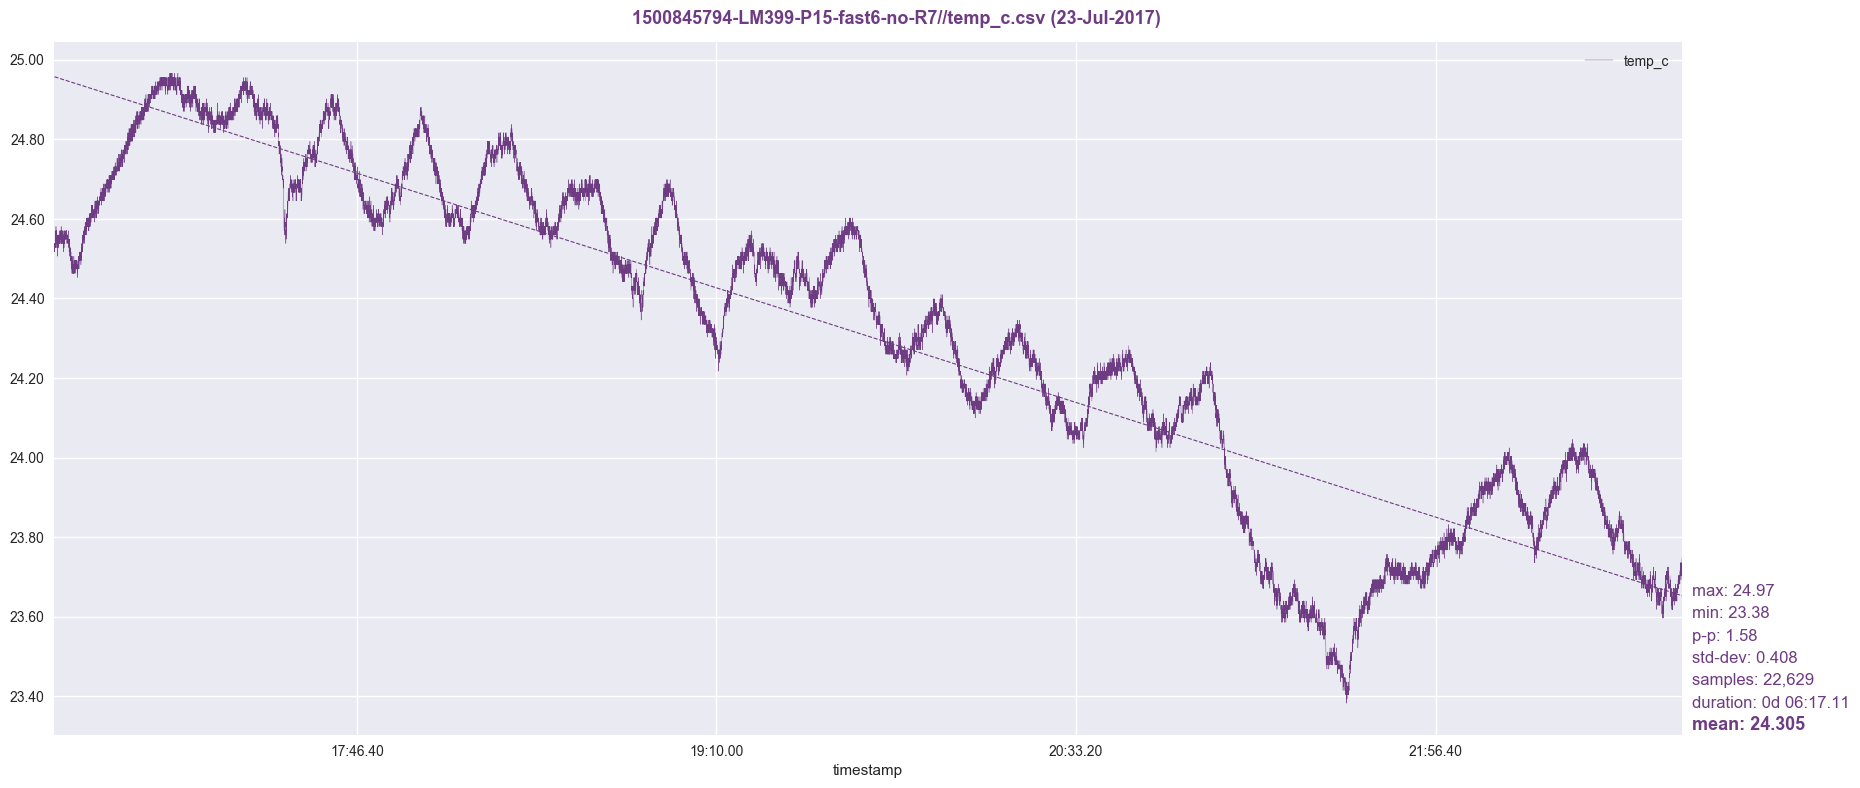 1500845794-LM399-P15-fast6-no-R7//temp_c.csv (23-Jul-2017)
temp_c
25.00
24.80
24.60
24.40
24.20
24.00
23.80
23.60
23.40
max: 24.97
min: 23.38
p-p: 1.58
std-dev: 0.408
samples: 22,629
duration: 0d 06:17.11
mean: 24.305
17:46.40 19:10.00 20:33.20 21:56.40
timestamp